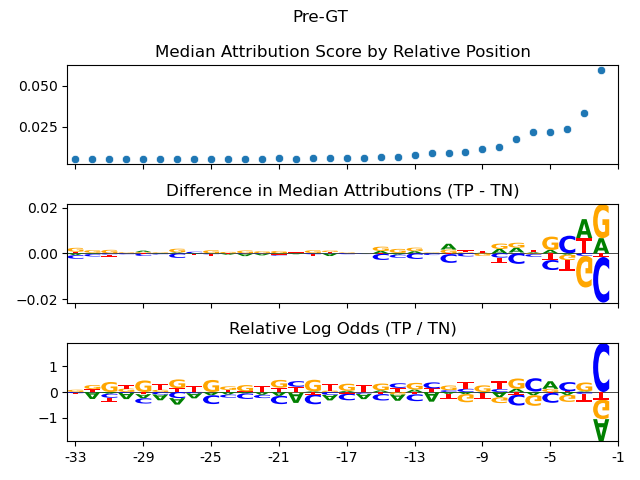 Pre-GT
Median Attribution Score by Relative Position
0.050
0.025
Difference in Median Attributions (TP - TN)
0.02
0.00
−0.02
Relative Log Odds (TP / TN)
1
0
−1
-33 -29 -25 -21 -17 -13 -9 -5 -1